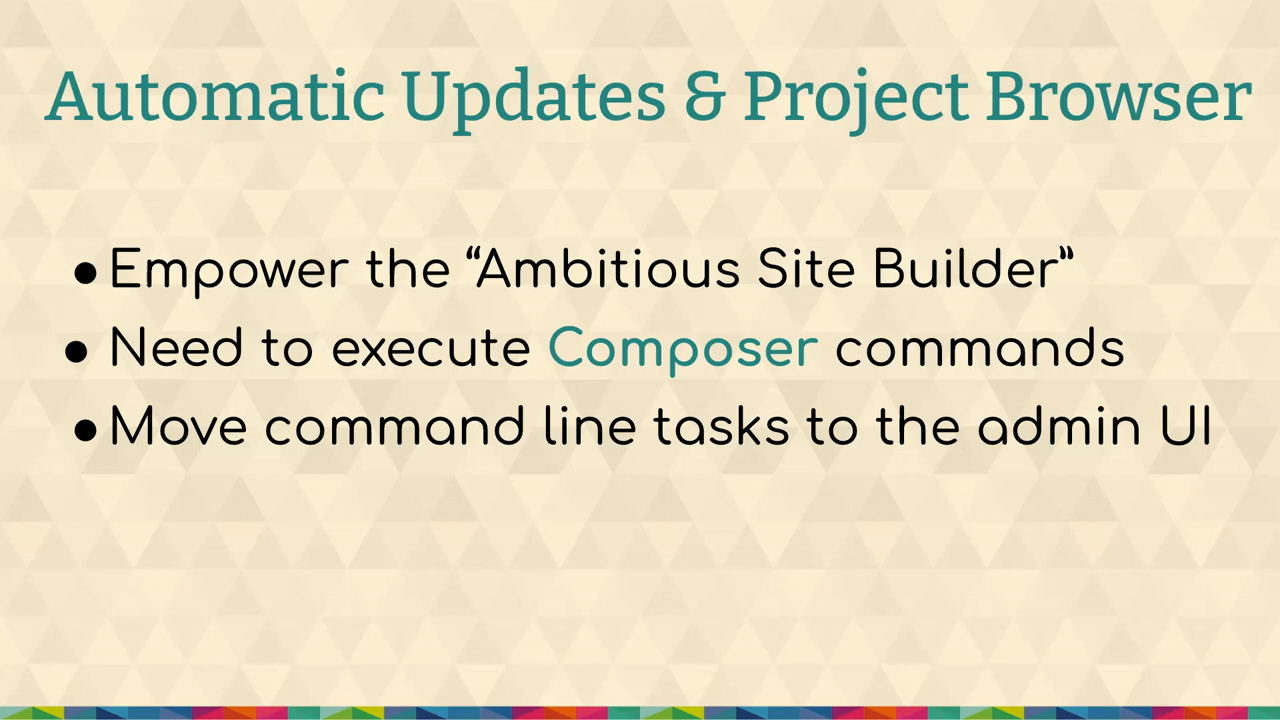 Automatic Updates & Project Browser
● Empower the “Ambitious Site Builder”
● Need to execute Composer commands
● Move command line tasks to the admin UI